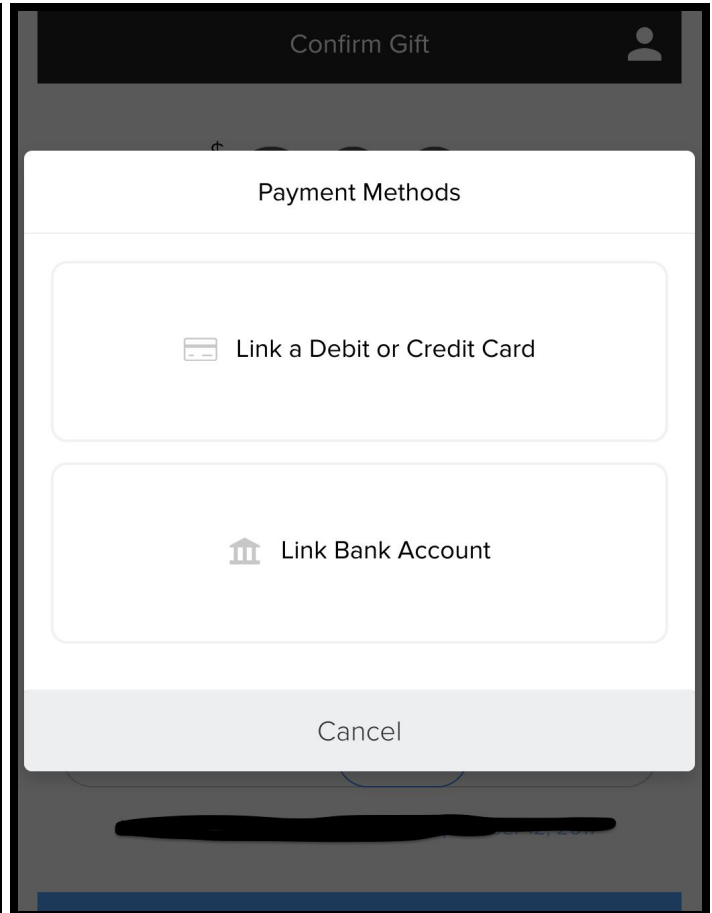 Confirm Gift
$
Payment Methods
Link a Debit or Credit Card
Link Bank Account
Cancel